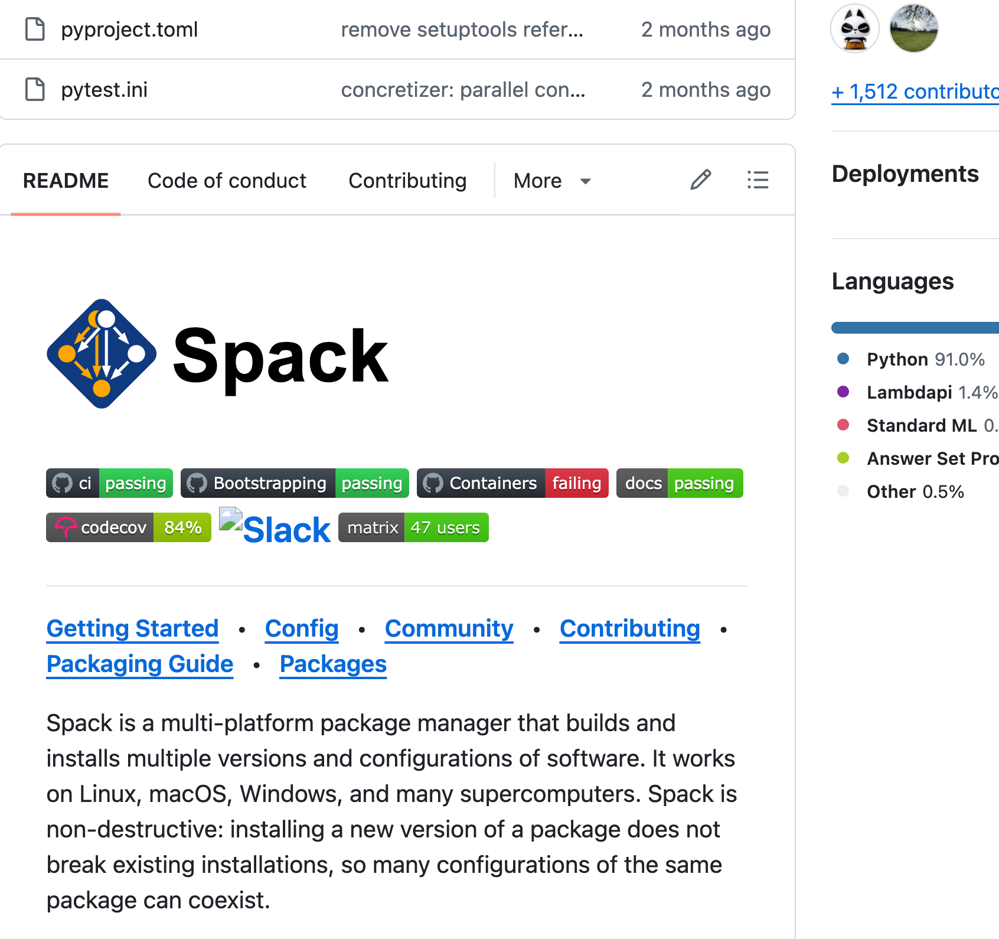 pyproject.toml remove setuptools refer... 2 months ago
pytest.ini concretizer: parallel con... 2 months ago
README Code of conduct Contributing More
Spack
ci passing Bootstrapping passing Containers failing docs passing
codecov 84% Slack matrix 47 users
Getting Started • Config • Community • Contributing •
Packaging Guide • Packages
Spack is a multi-platform package manager that builds and
installs multiple versions and configurations of software. It works
on Linux, macOS, Windows, and many supercomputers. Spack is
non-destructive: installing a new version of a package does not
break existing installations, so many configurations of the same
package can coexist.
+ 1,512 contributo
Deployments
Languages
Python 91.0%
Lambdapi 1.4%
Standard ML 0.
Answer Set Pro
Other 0.5%